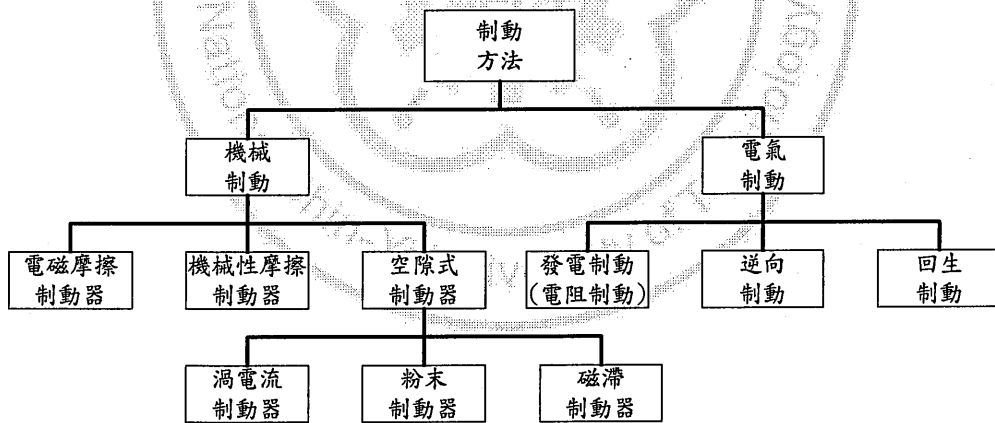 制動
方法
機械
制動
電氣
制動
電磁摩擦
制動器
機械性摩擦
制動器
空隙式
制動器
發電制動
(電阻制動)
逆向
制動
回生
制動
渦電流
制動器
粉末
制動器
磁滯
制動器